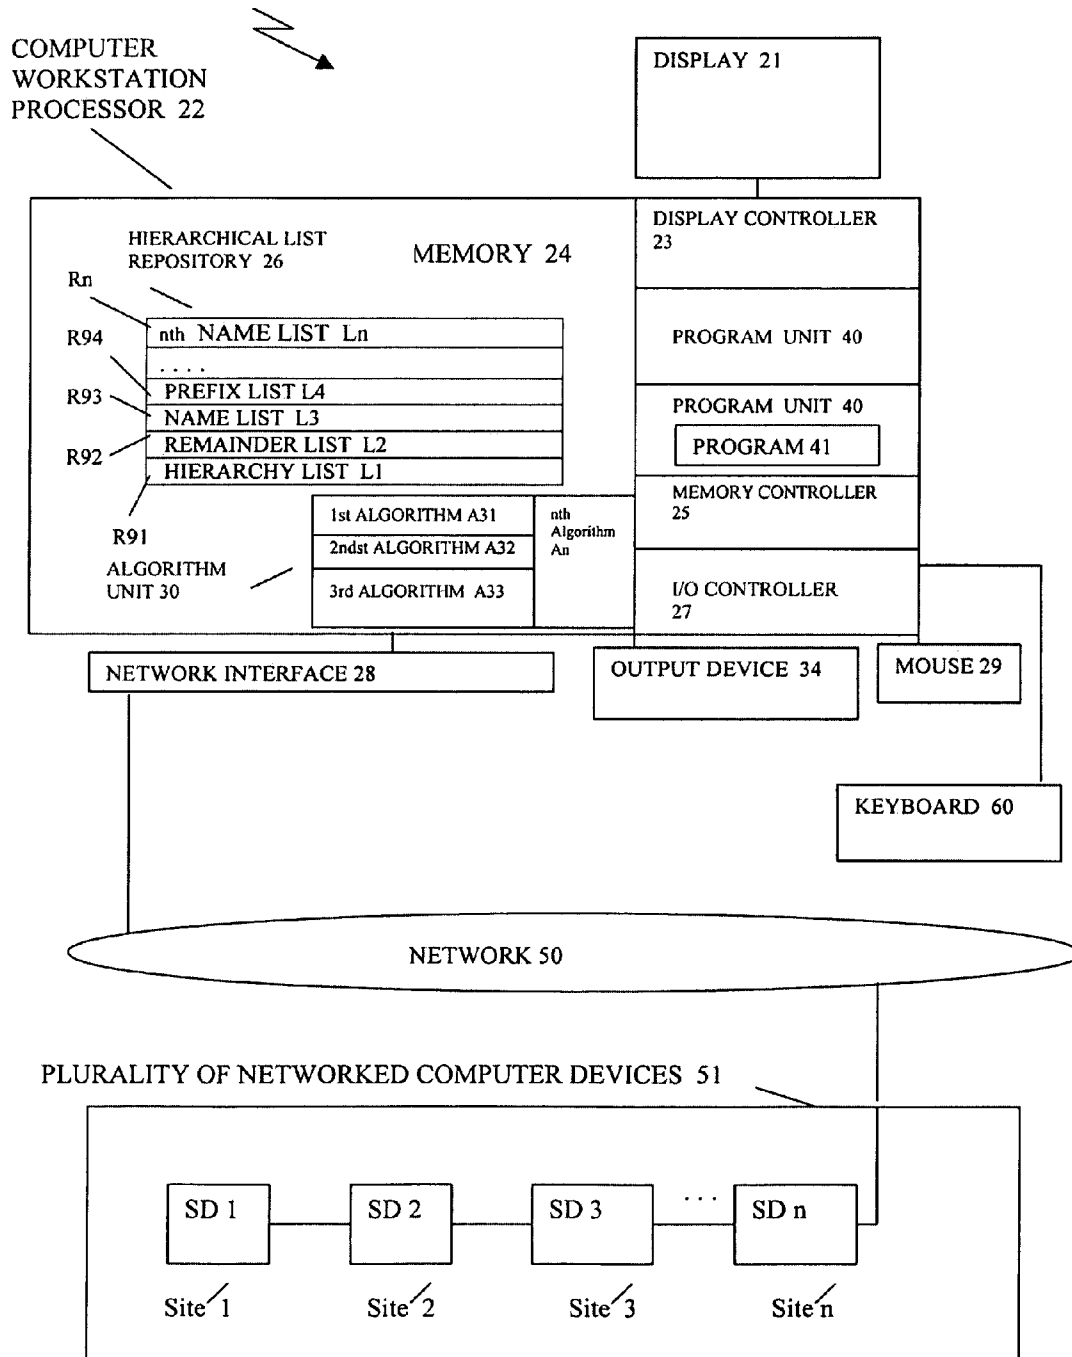 COMPUTER
WORKSTATION
PROCESSOR 22
DISPLAY 21
HIERARCHICAL LIST
REPOSITORY 26
MEMORY 24
DISPLAY CONTROLLER
23
Rn
nth NAME LIST Ln
R94
. . . .
PREFIX LIST L4
R93
NAME LIST L3
R92
REMAINDER LIST L2
HIERARCHY LIST L1
R91
PROGRAM UNIT 40
PROGRAM UNIT 40
PROGRAM 41
MEMORY CONTROLLER
25
ALGORITHM
UNIT 30
1st ALGORITHM A31
2ndst ALGORITHM A32
3rd ALGORITHM A33
nth
Algorithm
An
I/O CONTROLLER
27
NETWORK INTERFACE 28
OUTPUT DEVICE 34
MOUSE 29
KEYBOARD 60
NETWORK 50
PLURALITY OF NETWORKED COMPUTER DEVICES 51
SD 1
SD 2
SD 3
. . .
SD n
Site 1
Site 2
Site 3
Site n